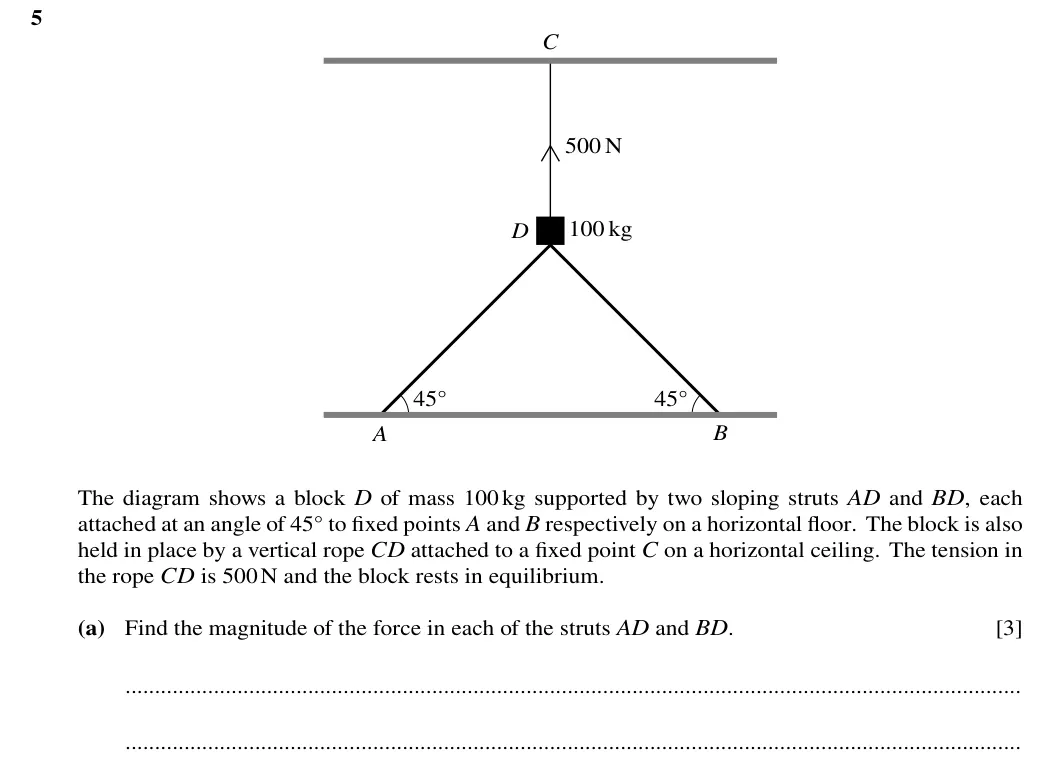 5
C
500 N
D
100 kg
45°
45°
A
B
The diagram shows a block D of mass 100 kg supported by two sloping struts AD and BD, each
attached at an angle of 45° to fixed points A and B respectively on a horizontal floor. The block is also
held in place by a vertical rope CD attached to a fixed point C on a horizontal ceiling. The tension in
the rope CD is 500 N and the block rests in equilibrium.
(a) Find the magnitude of the force in each of the struts AD and BD. [3]